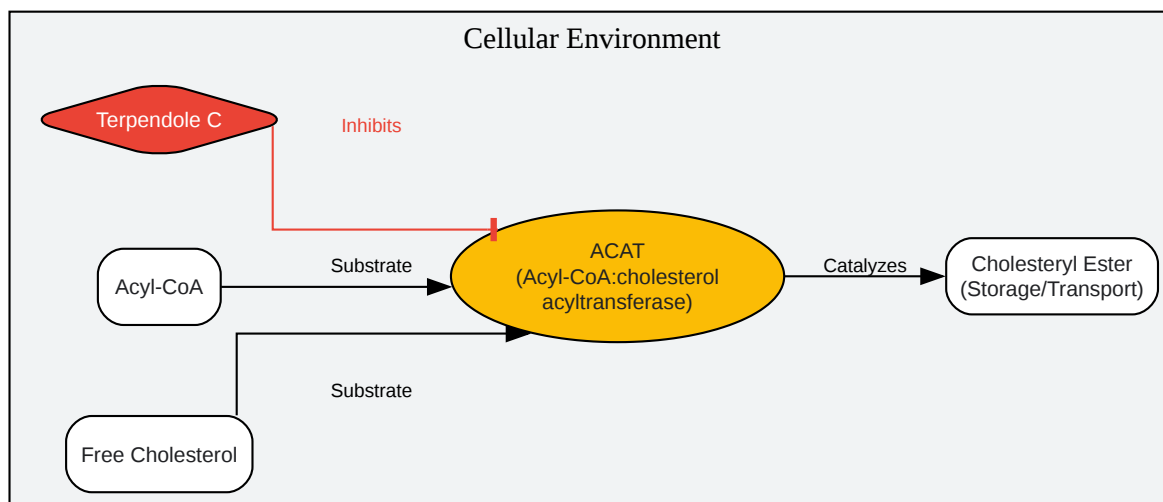 Cellular Environment
Terpendole C
Inhibits
ACAT
(Acyl-CoA:cholesterol
acyltransferase)
Substrate
Acyl-CoA
Catalyzes
Cholesteryl Ester
(Storage/Transport)
Substrate
Free Cholesterol